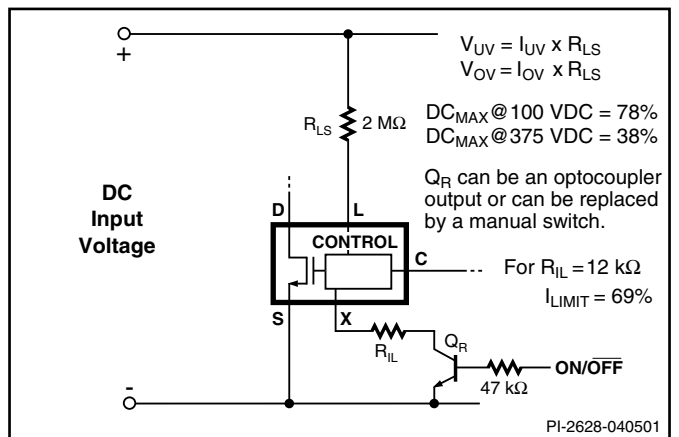 +
V_UV = I_UV x R_LS
V_OV = I_OV x R_LS
R_LS
2 MΩ
DC_MAX@100 VDC = 78%
DC_MAX@375 VDC = 38%
DC
Input
Voltage
Q_R can be an optocoupler
output or can be replaced
by a manual switch.
D
L
CONTROL
C
For R_IL = 12 kΩ
I_LIMIT = 69%
S
X
R_IL
Q_R
47 kΩ
ON/O̅F̅F̅
-
PI-2628-040501